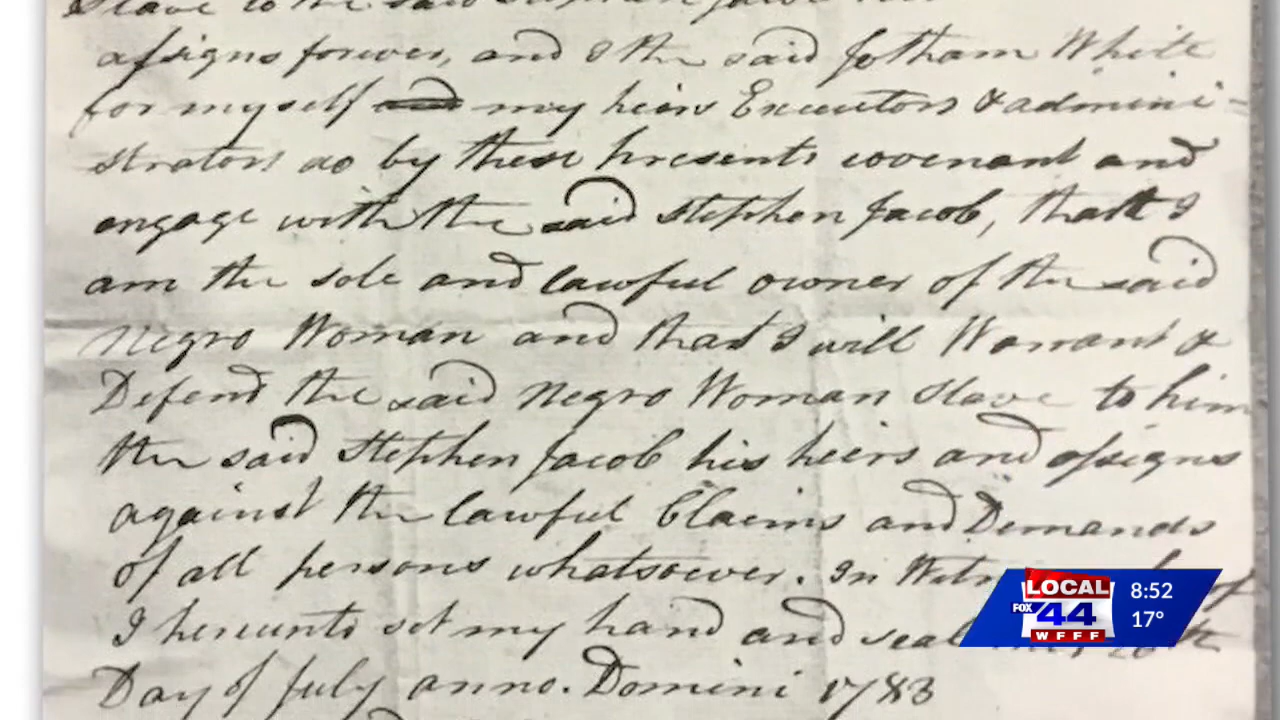 Slave to the said Stephen Jacob his
assigns forever, and I the said Jotham White
for myself and my heirs Executors & admini=
strators do by these presents covenant and
engage with the said Stephen Jacob, that I
am the sole and lawful owner of the said
Negro Woman and that I will Warrant &
Defend the said Negro Woman Slave to him
the said Stephen Jacob his heirs and assigns
against the lawful Claims and Demands
of all persons whatsoever. In of
I hereunto set my hand and seal
Day of July anno. Domini 1783
LOCAL
FOX 44
WFFF
8:52
17°